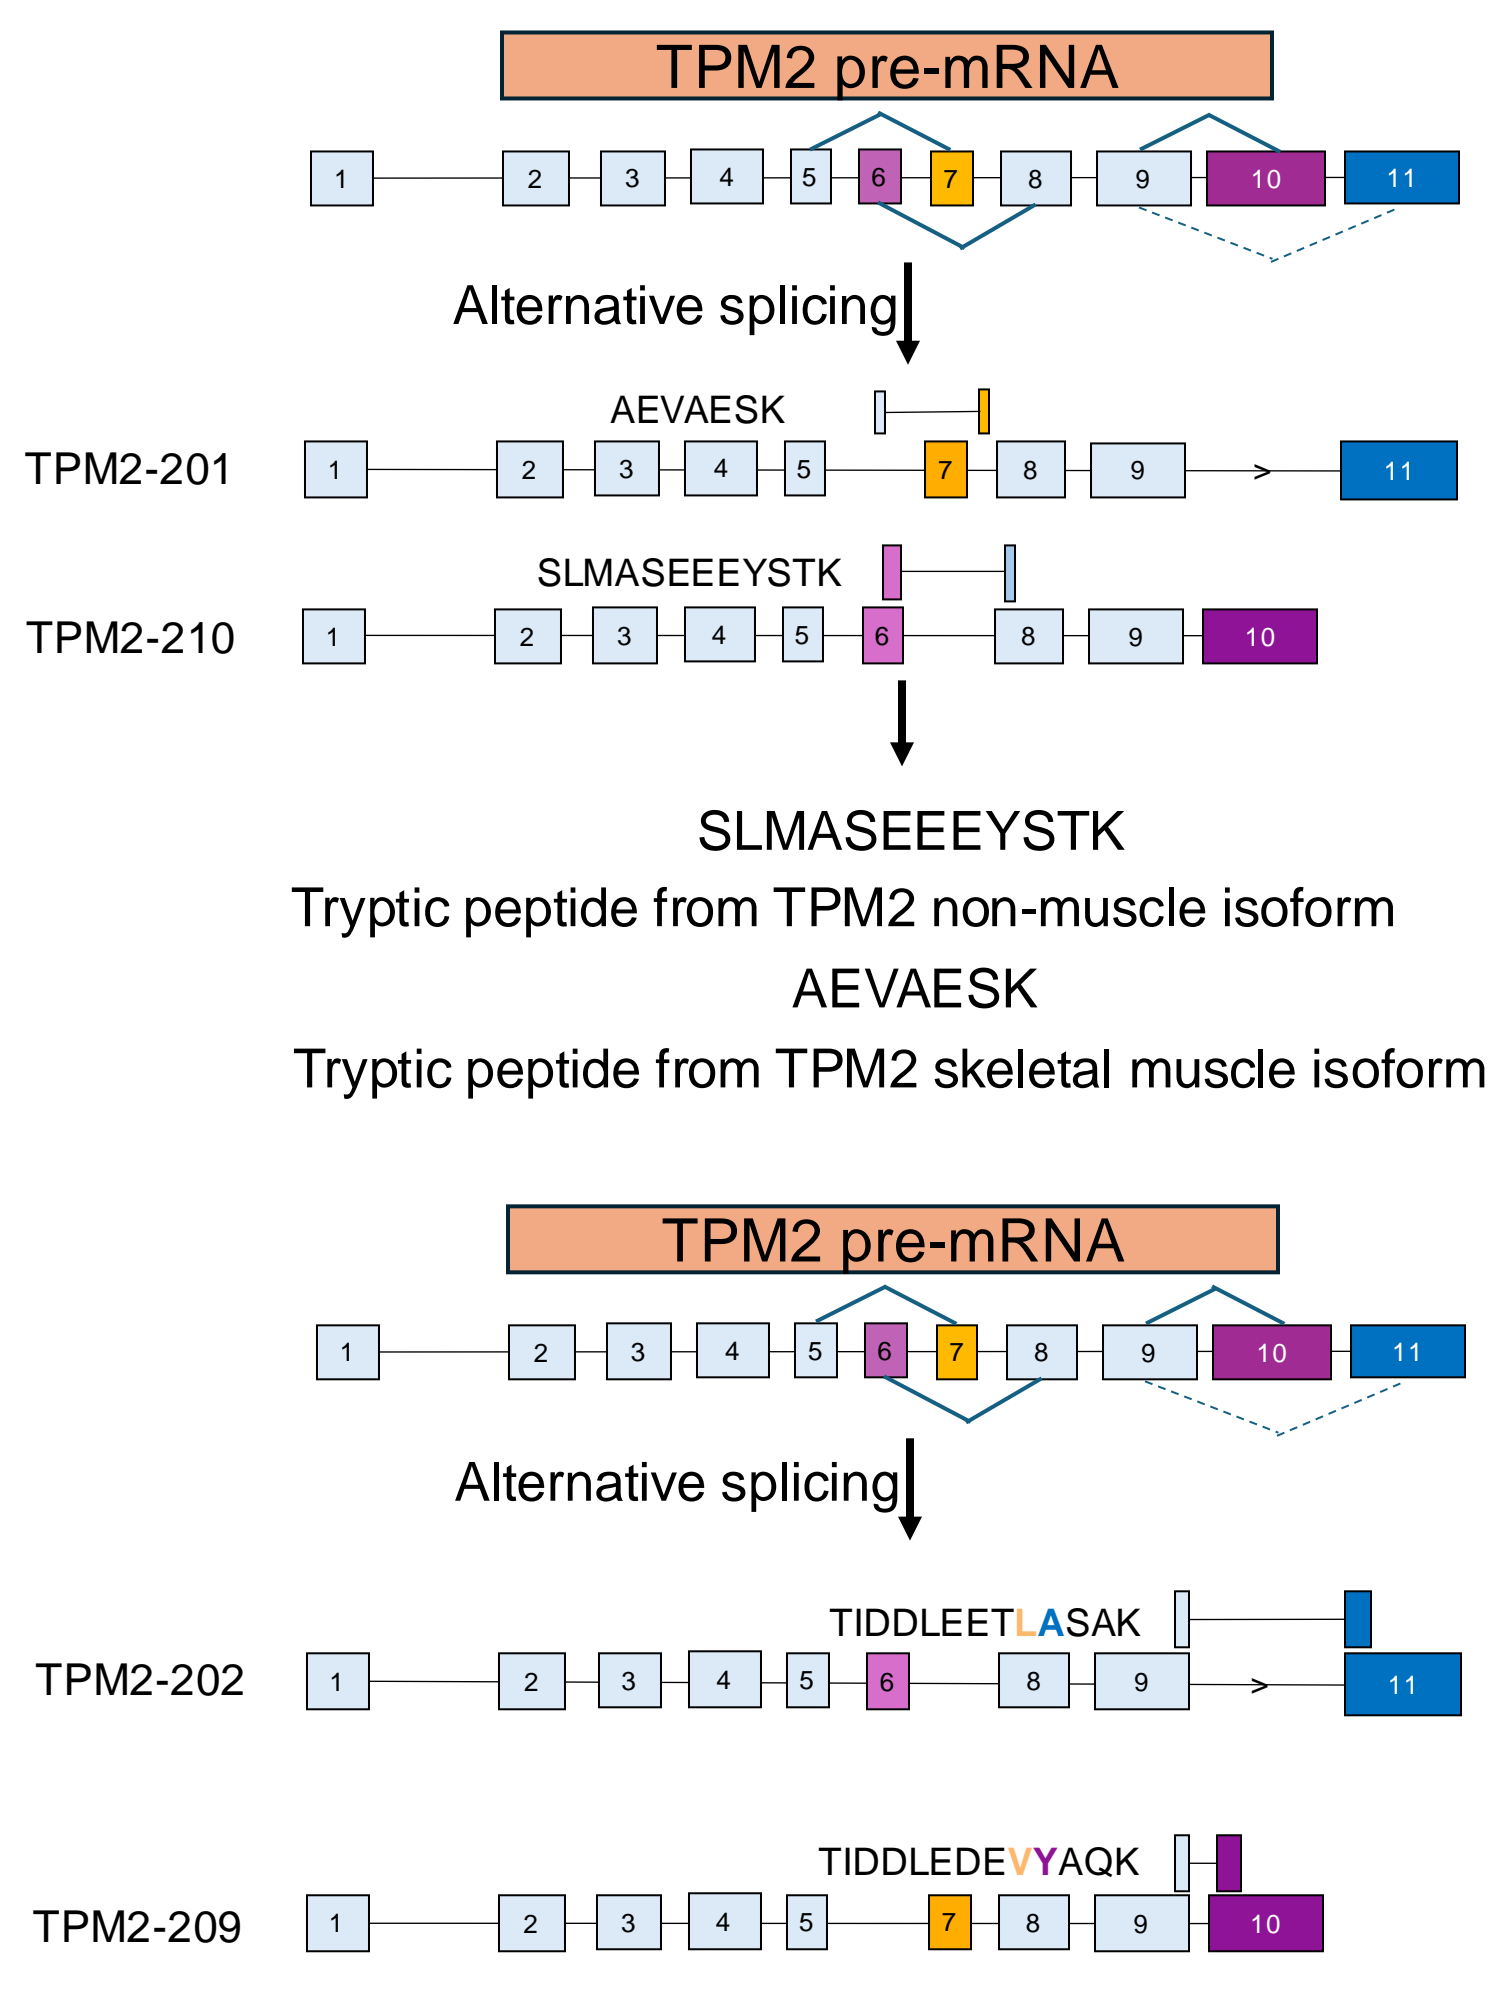 TPM2 pre-mRNA
1 2 3 4 5 6 7 8 9 10 11
Alternative splicing
AEVAESK
TPM2-201 1 2 3 4 5 7 8 9 > 11
SLMASEEEYSTK
TPM2-210 1 2 3 4 5 6 8 9 10
SLMASEEEYSTK
Tryptic peptide from TPM2 non-muscle isoform
AEVAESK
Tryptic peptide from TPM2 skeletal muscle isoform
TPM2 pre-mRNA
1 2 3 4 5 6 7 8 9 10 11
Alternative splicing
TIDDLEETLASAK
TPM2-202 1 2 3 4 5 6 8 9 > 11
TIDDLEDEVYAQK
TPM2-209 1 2 3 4 5 7 8 9 10